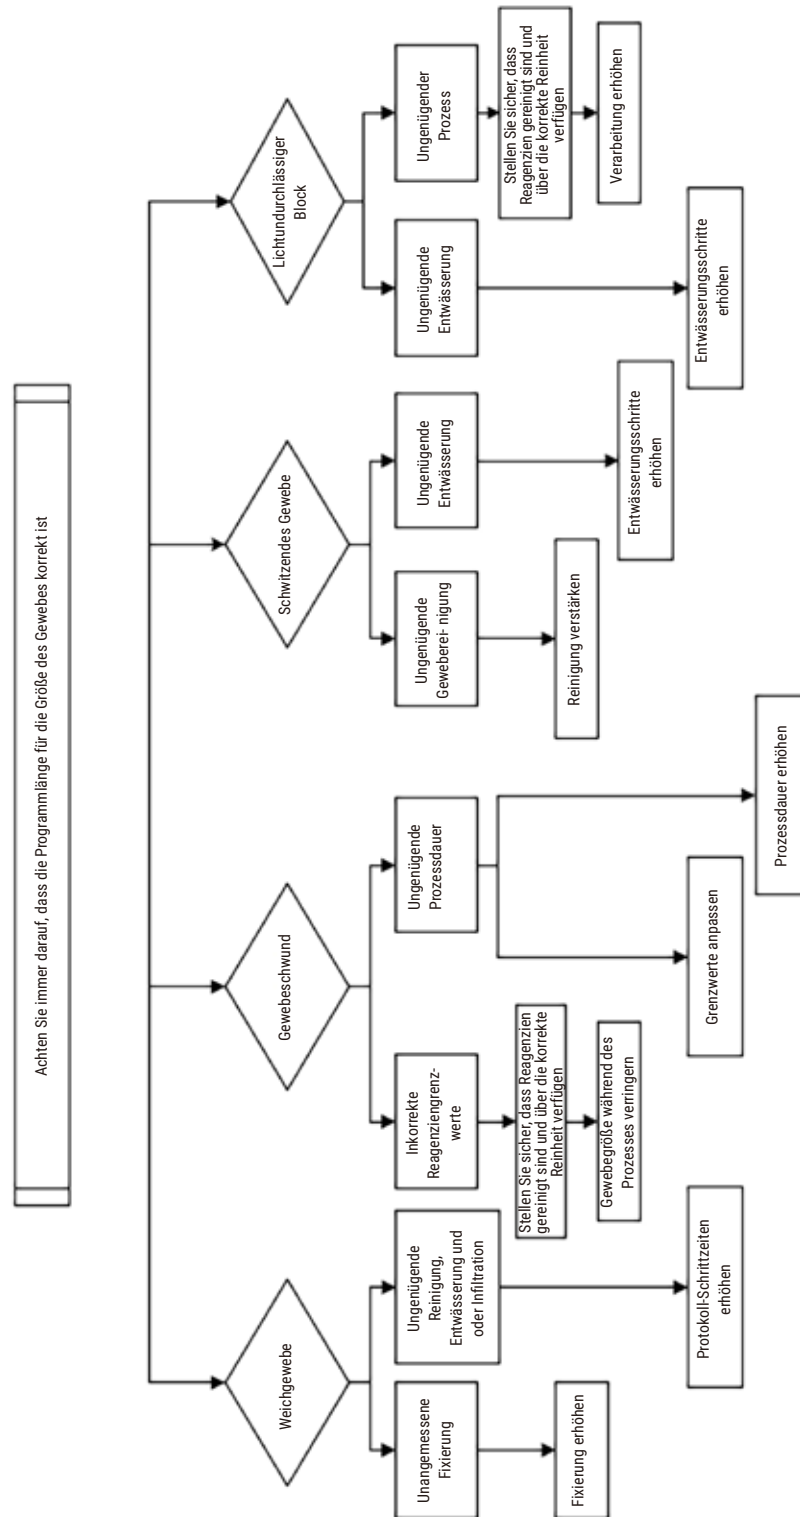 Achten Sie immer darauf, dass die Programmlänge für die Größe des Gewebes korrekt ist
Weichgewebe
Gewebeschwund
Schwitzendes Gewebe
Lichtundurchlässiger
Block
Unangemessene
Fixierung
Ungenügende
Reinigung,
Entwässerung und
oder Infiltration
Inkorrekte
Reagenziengrenz-
werte
Ungenügende
Prozessdauer
Ungenügende
Geweberei- nigung
Ungenügende
Entwässerung
Ungenügende
Entwässerung
Ungenügender
Prozess
Fixierung erhöhen
Protokoll-Schrittzeiten
erhöhen
Stellen Sie sicher, dass Reagenzien
gereinigt sind und über die korrekte
Reinheit verfügen
Gewebegröße während des
Prozesses verringern
Grenzwerte anpassen
Prozessdauer erhöhen
Reinigung verstärken
Entwässerungsschritte
erhöhen
Entwässerungsschritte
erhöhen
Stellen Sie sicher, dass
Reagenzien gereinigt sind und
über die korrekte Reinheit
verfügen
Verarbeitung erhöhen